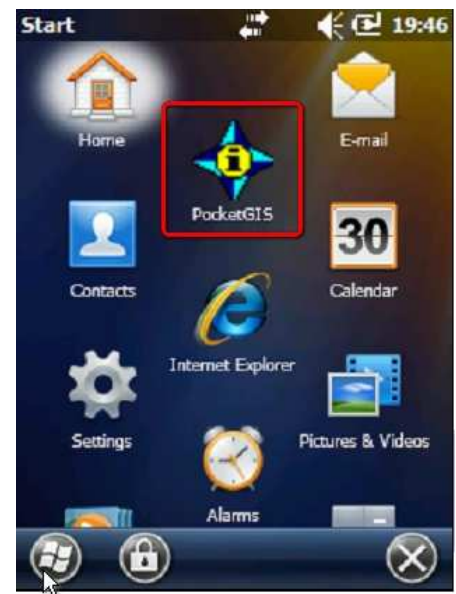 Start 19:46
Home
E-mail
PocketGIS
Contacts
30
Calendar
Internet Explorer
Settings
Pictures & Videos
Alarms